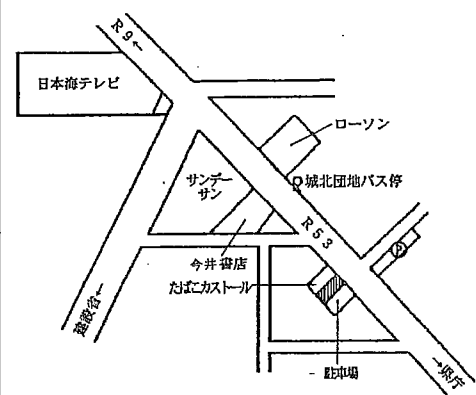 R9←
日本海テレビ
ローソン
サンデー
サン
城北団地バス停
R53
P
今井書店
たばこカストール
建設省←
→県庁
駐車場